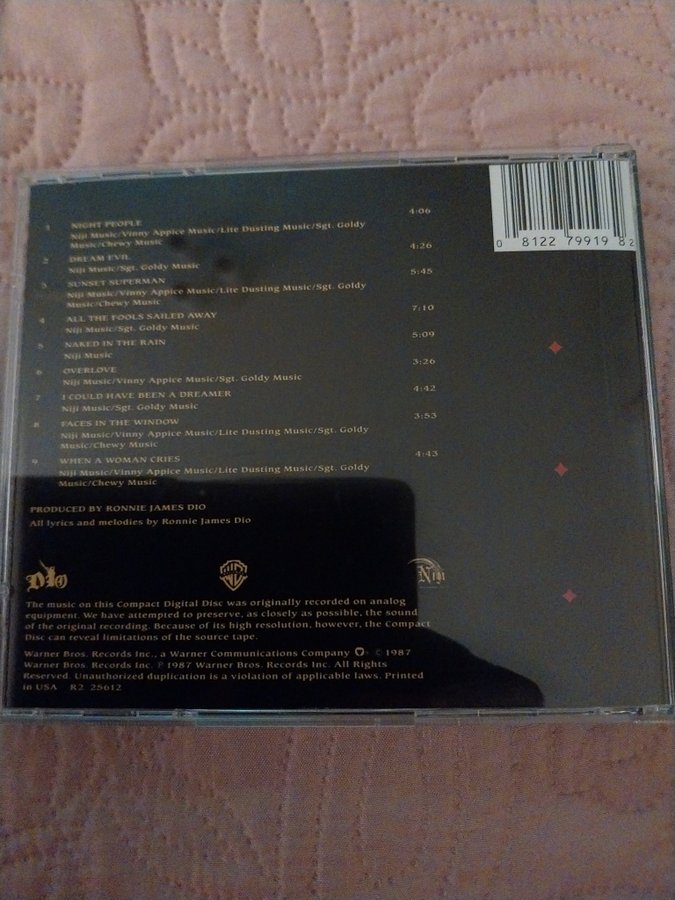 0 81227 99198 2
1 NIGHT PEOPLE 4:06
Niji Music/Vinny Appice Music/Lite Dusting Music/Sgt. Goldy
Music/Chewy Music
2 DREAM EVIL 4:26
Niji Music/Sgt. Goldy Music
3 SUNSET SUPERMAN 5:45
Niji Music/Vinny Appice Music/Lite Dusting Music/Sgt. Goldy
Music/Chewy Music
4 ALL THE FOOLS SAILED AWAY 7:10
Niji Music/Sgt. Goldy Music
5 NAKED IN THE RAIN 5:09
Niji Music
6 OVERLOVE 3:26
Niji Music/Vinny Appice Music/Sgt. Goldy Music
7 I COULD HAVE BEEN A DREAMER 4:42
Niji Music/Sgt. Goldy Music
8 FACES IN THE WINDOW 3:53
Niji Music/Vinny Appice Music/Lite Dusting Music/Sgt. Goldy
Music/Chewy Music
9 WHEN A WOMAN CRIES 4:43
Niji Music/Vinny Appice Music/Lite Dusting Music/Sgt. Goldy
Music/Chewy Music
PRODUCED BY RONNIE JAMES DIO
All lyrics and melodies by Ronnie James Dio
DIO WB Niji
The music on this Compact Digital Disc was originally recorded on analog
equipment. We have attempted to preserve, as closely as possible, the sound
of the original recording. Because of its high resolution, however, the Compact
Disc can reveal limitations of the source tape.
Warner Bros. Records Inc., a Warner Communications Company © 1987
Warner Bros. Records Inc. ℗ 1987 Warner Bros. Records Inc. All Rights
Reserved. Unauthorized duplication is a violation of applicable laws. Printed
in USA R2 25612